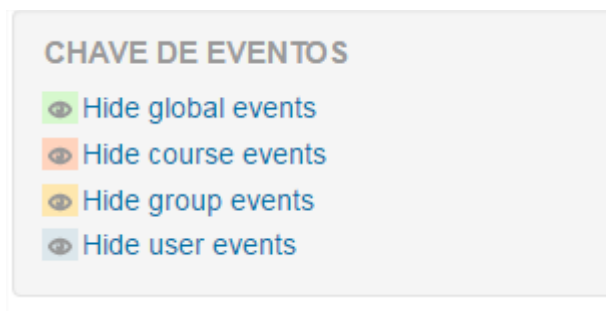 CHAVE DE EVENTOS
Hide global events
Hide course events
Hide group events
Hide user events